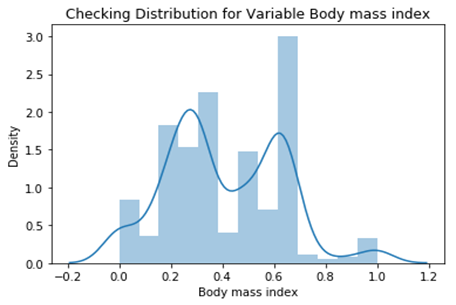 Checking Distribution for Variable Body mass index
3.0
2.5
2.0
1.5
1.0
0.5
0.0
Density
−0.2 0.0 0.2 0.4 0.6 0.8 1.0 1.2
Body mass index